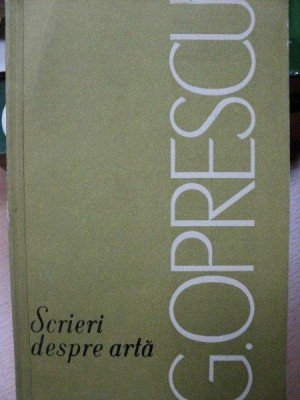 G. OPRESCU
Scrieri
despre artă